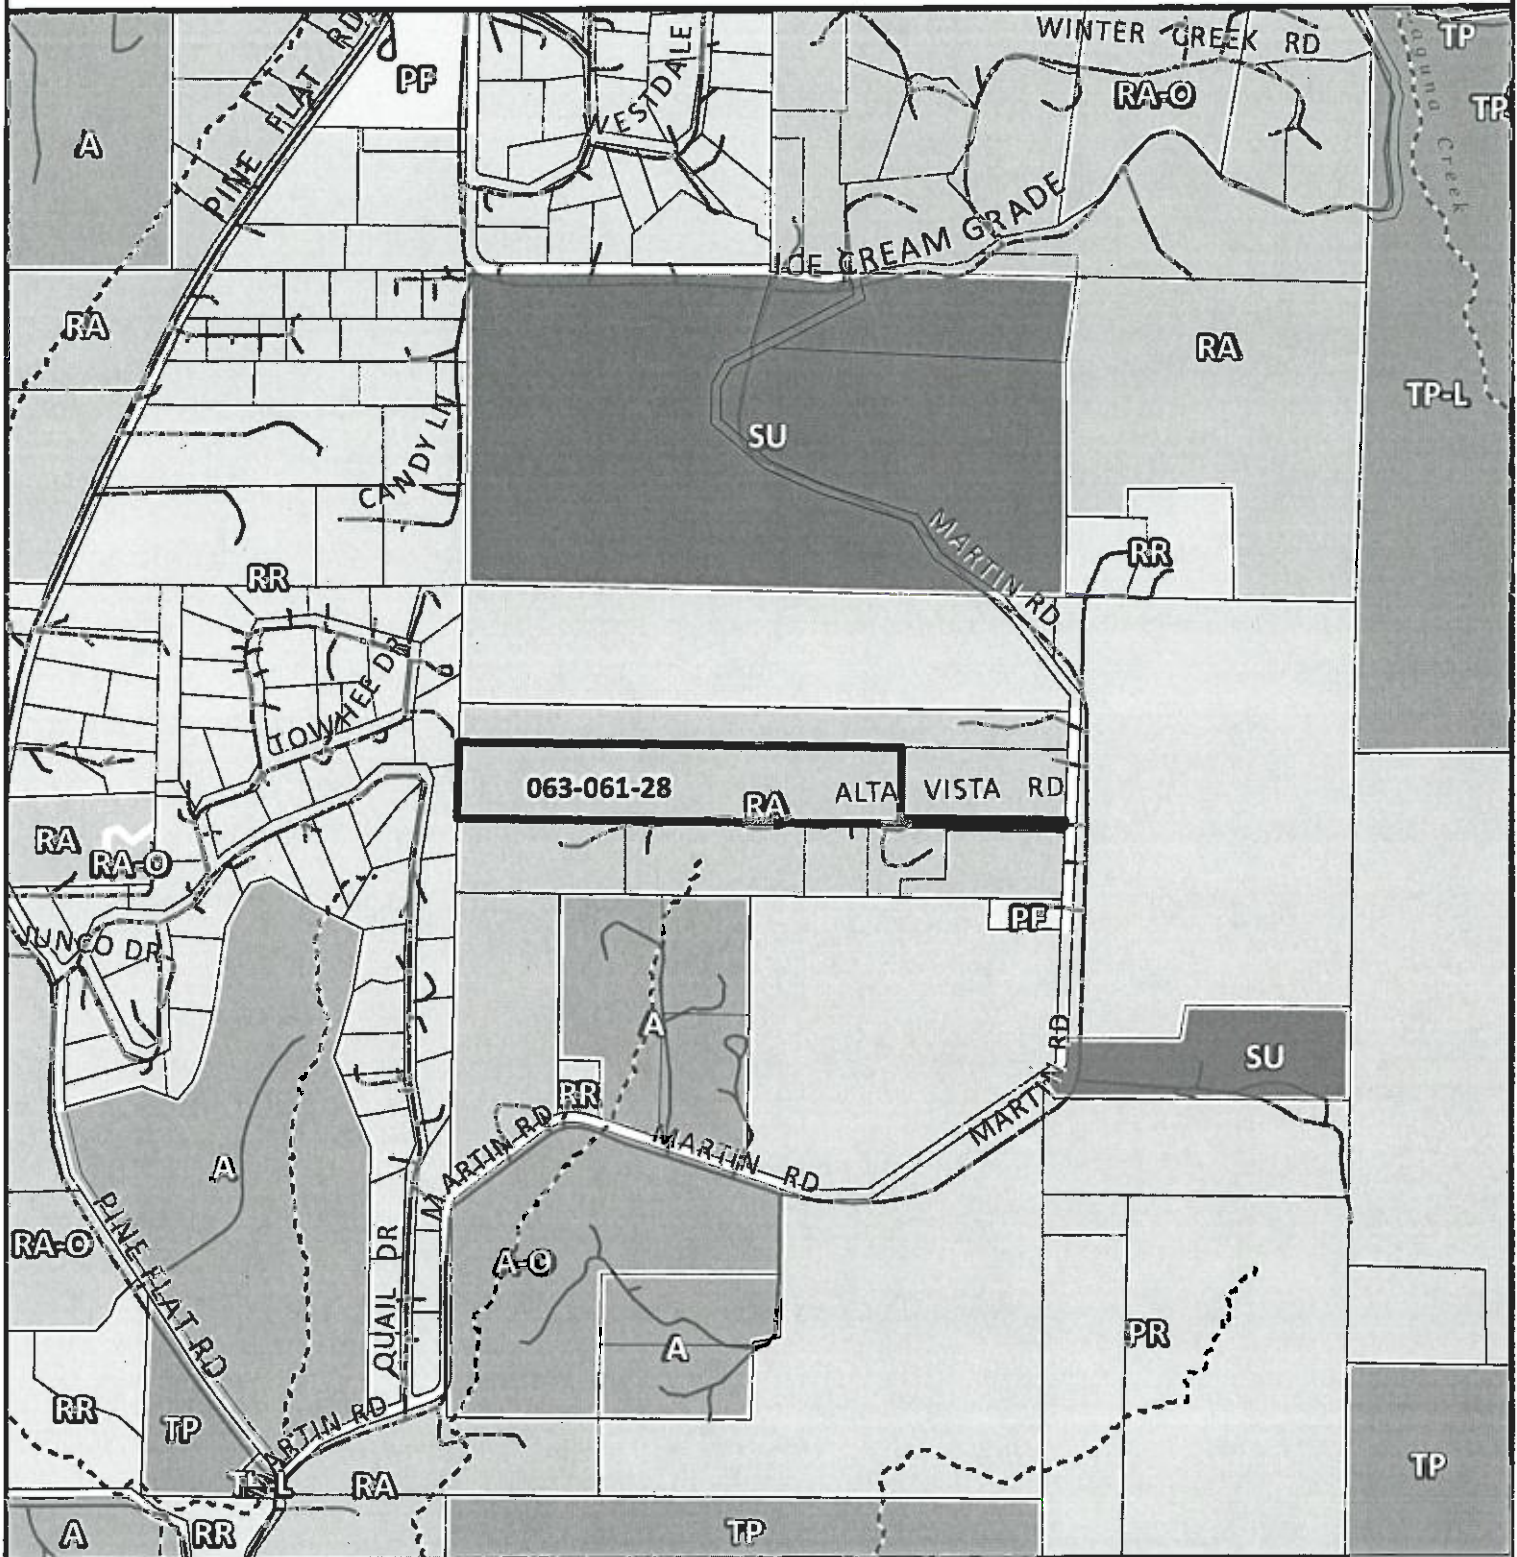 PINE FLAT RD
PF
WESTDALE
WINTER CREEK RD
TP
A
RA-O
TP
Laguna Creek
ICE CREAM GRADE
RA
RA
TP-L
CANDY LN
SU
MARTIN RD
RR
RR
TOWHEE DR
063-061-28
RA
ALTA VISTA RD
RA
RA-O
PF
JUNCO DR
A
MARTIN RD
SU
RR
MARTIN RD
MARTIN RD
MARTIN RD
A
PINE FLAT RD
QUAIL DR
RA-O
A-O
A
PR
RR
TP
MARTIN RD
TP-L
RA
TP
A
RR
TP